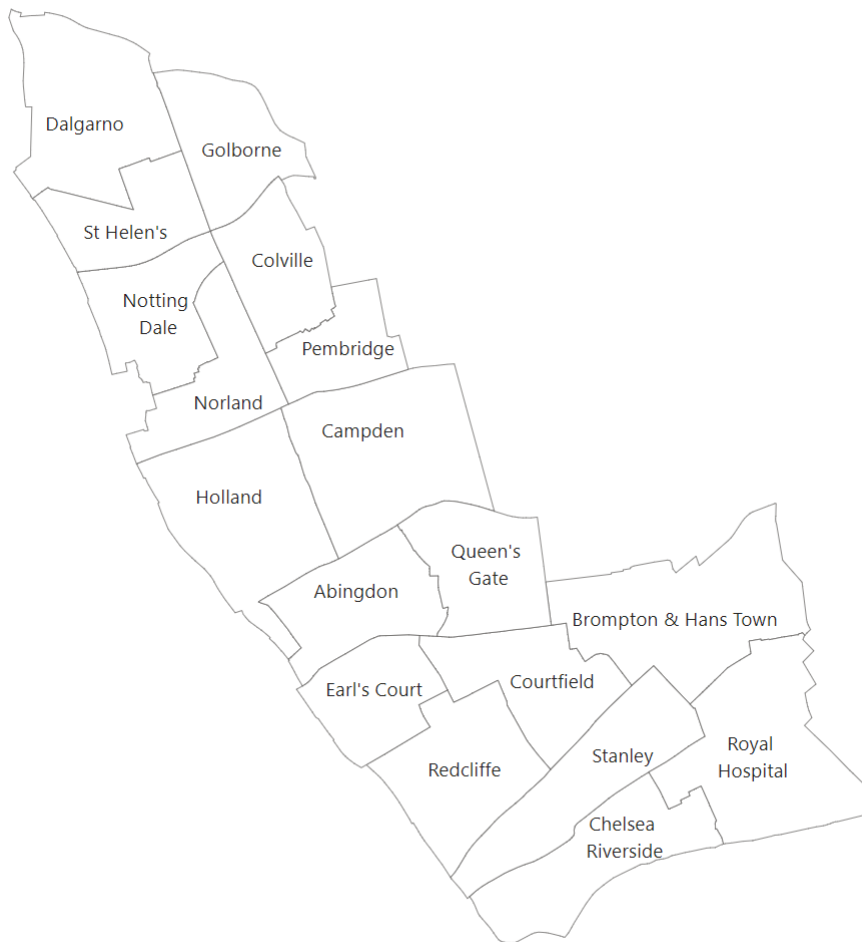 Dalgarno
Golborne
St Helen's
Colville
Notting
Dale
Pembridge
Norland
Campden
Holland
Queen's
Gate
Abingdon
Brompton & Hans Town
Earl's Court
Courtfield
Royal
Hospital
Stanley
Redcliffe
Chelsea
Riverside